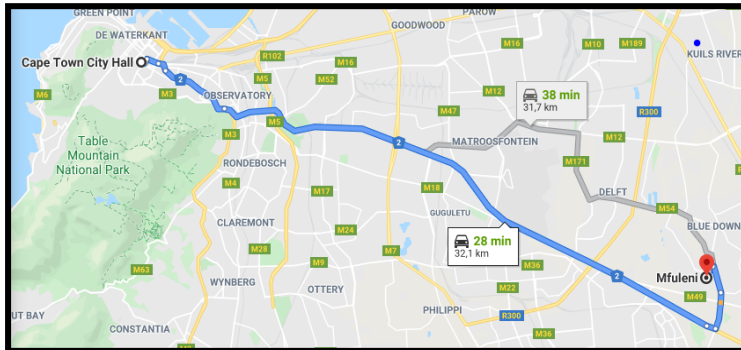 GREEN POINT
PAROW
GOODWOOD
DE WATERKANT
M16
M10
M189
KUILS RIVER
Cape Town City Hall
R102
M16
2
M5
M52
M12
38 min
31,7 km
M6
M3
OBSERVATORY
M47
R300
M5
M3
2
MATROOSFONTEIN
M12
Table
Mountain
National Park
RONDEBOSCH
M171
M4
M17
M18
DELFT
M54
GUGULETU
CLAREMONT
M24
BLUE DOWN
28 min
32,1 km
M28
M7
M9
M36
M63
2
Mfuleni
WYNBERG
OTTERY
M22
M49
UT BAY
PHILIPPI
R300
CONSTANTIA
M36